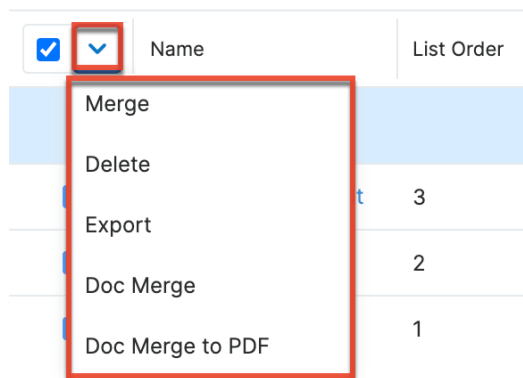 Name List Order
Merge
Delete
t 3
Export
2
Doc Merge
1
Doc Merge to PDF